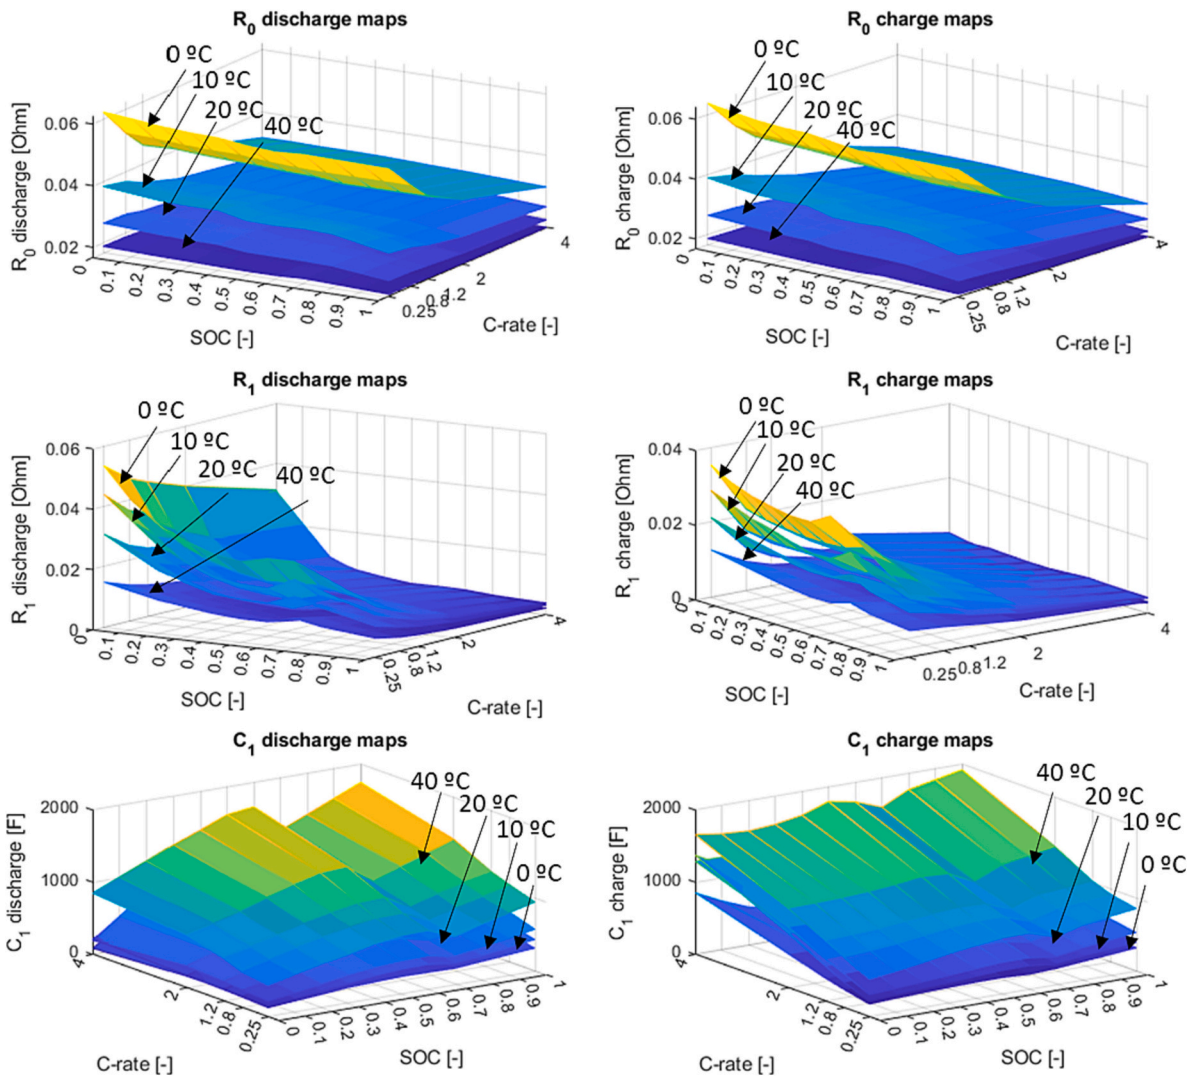 R0 discharge maps
0 ºC
10 ºC
20 ºC
40 ºC
R0 discharge [Ohm]
0.06
0.04
0.02
0
0.1
0.2
0.3
0.4
0.5
0.6
0.7
0.8
0.9
1
SOC [-]
0.25
0.8
1.2
2
4
C-rate [-]
R0 charge maps
0 ºC
10 ºC
20 ºC
40 ºC
R0 charge [Ohm]
0.06
0.04
0.02
0
0.1
0.2
0.3
0.4
0.5
0.6
0.7
0.8
0.9
1
SOC [-]
0.25
0.8
1.2
2
4
C-rate [-]
R1 discharge maps
0 ºC
10 ºC
20 ºC
40 ºC
R1 discharge [Ohm]
0.06
0.04
0.02
0
0
0.1
0.2
0.3
0.4
0.5
0.6
0.7
0.8
0.9
1
SOC [-]
0.25
0.8
1.2
2
4
C-rate [-]
R1 charge maps
0 ºC
10 ºC
20 ºC
40 ºC
R1 charge [Ohm]
0.04
0.02
0
0
0.1
0.2
0.3
0.4
0.5
0.6
0.7
0.8
0.9
1
SOC [-]
0.25
0.8
1.2
2
4
C-rate [-]
C1 discharge maps
40 ºC
20 ºC
10 ºC
0 ºC
C1 discharge [F]
2000
1000
0
4
2
1.2
0.8
0.25
C-rate [-]
0
0.1
0.2
0.3
0.4
0.5
0.6
0.7
0.8
0.9
1
SOC [-]
C1 charge maps
40 ºC
20 ºC
10 ºC
0 ºC
C1 charge [F]
2000
1000
0
4
2
1.2
0.8
0.25
C-rate [-]
0
0.1
0.2
0.3
0.4
0.5
0.6
0.7
0.8
0.9
1
SOC [-]